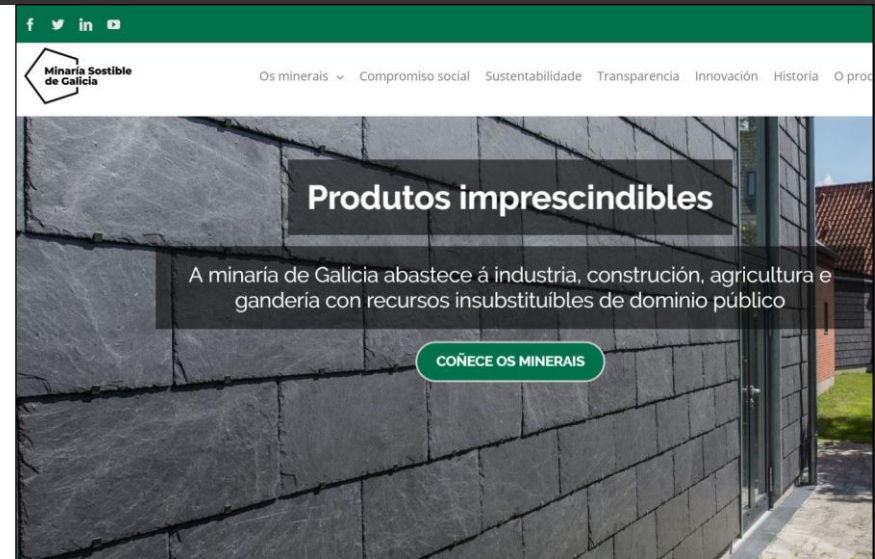 Minaría Sostible
de Galicia
Os minerais Compromiso social Sustentabilidade Transparencia Innovación Historia O proc
Produtos imprescindibles
A minaría de Galicia abastece á industria, construción, agricultura e
gandería con recursos insubstituíbles de dominio público
COÑECE OS MINERAIS